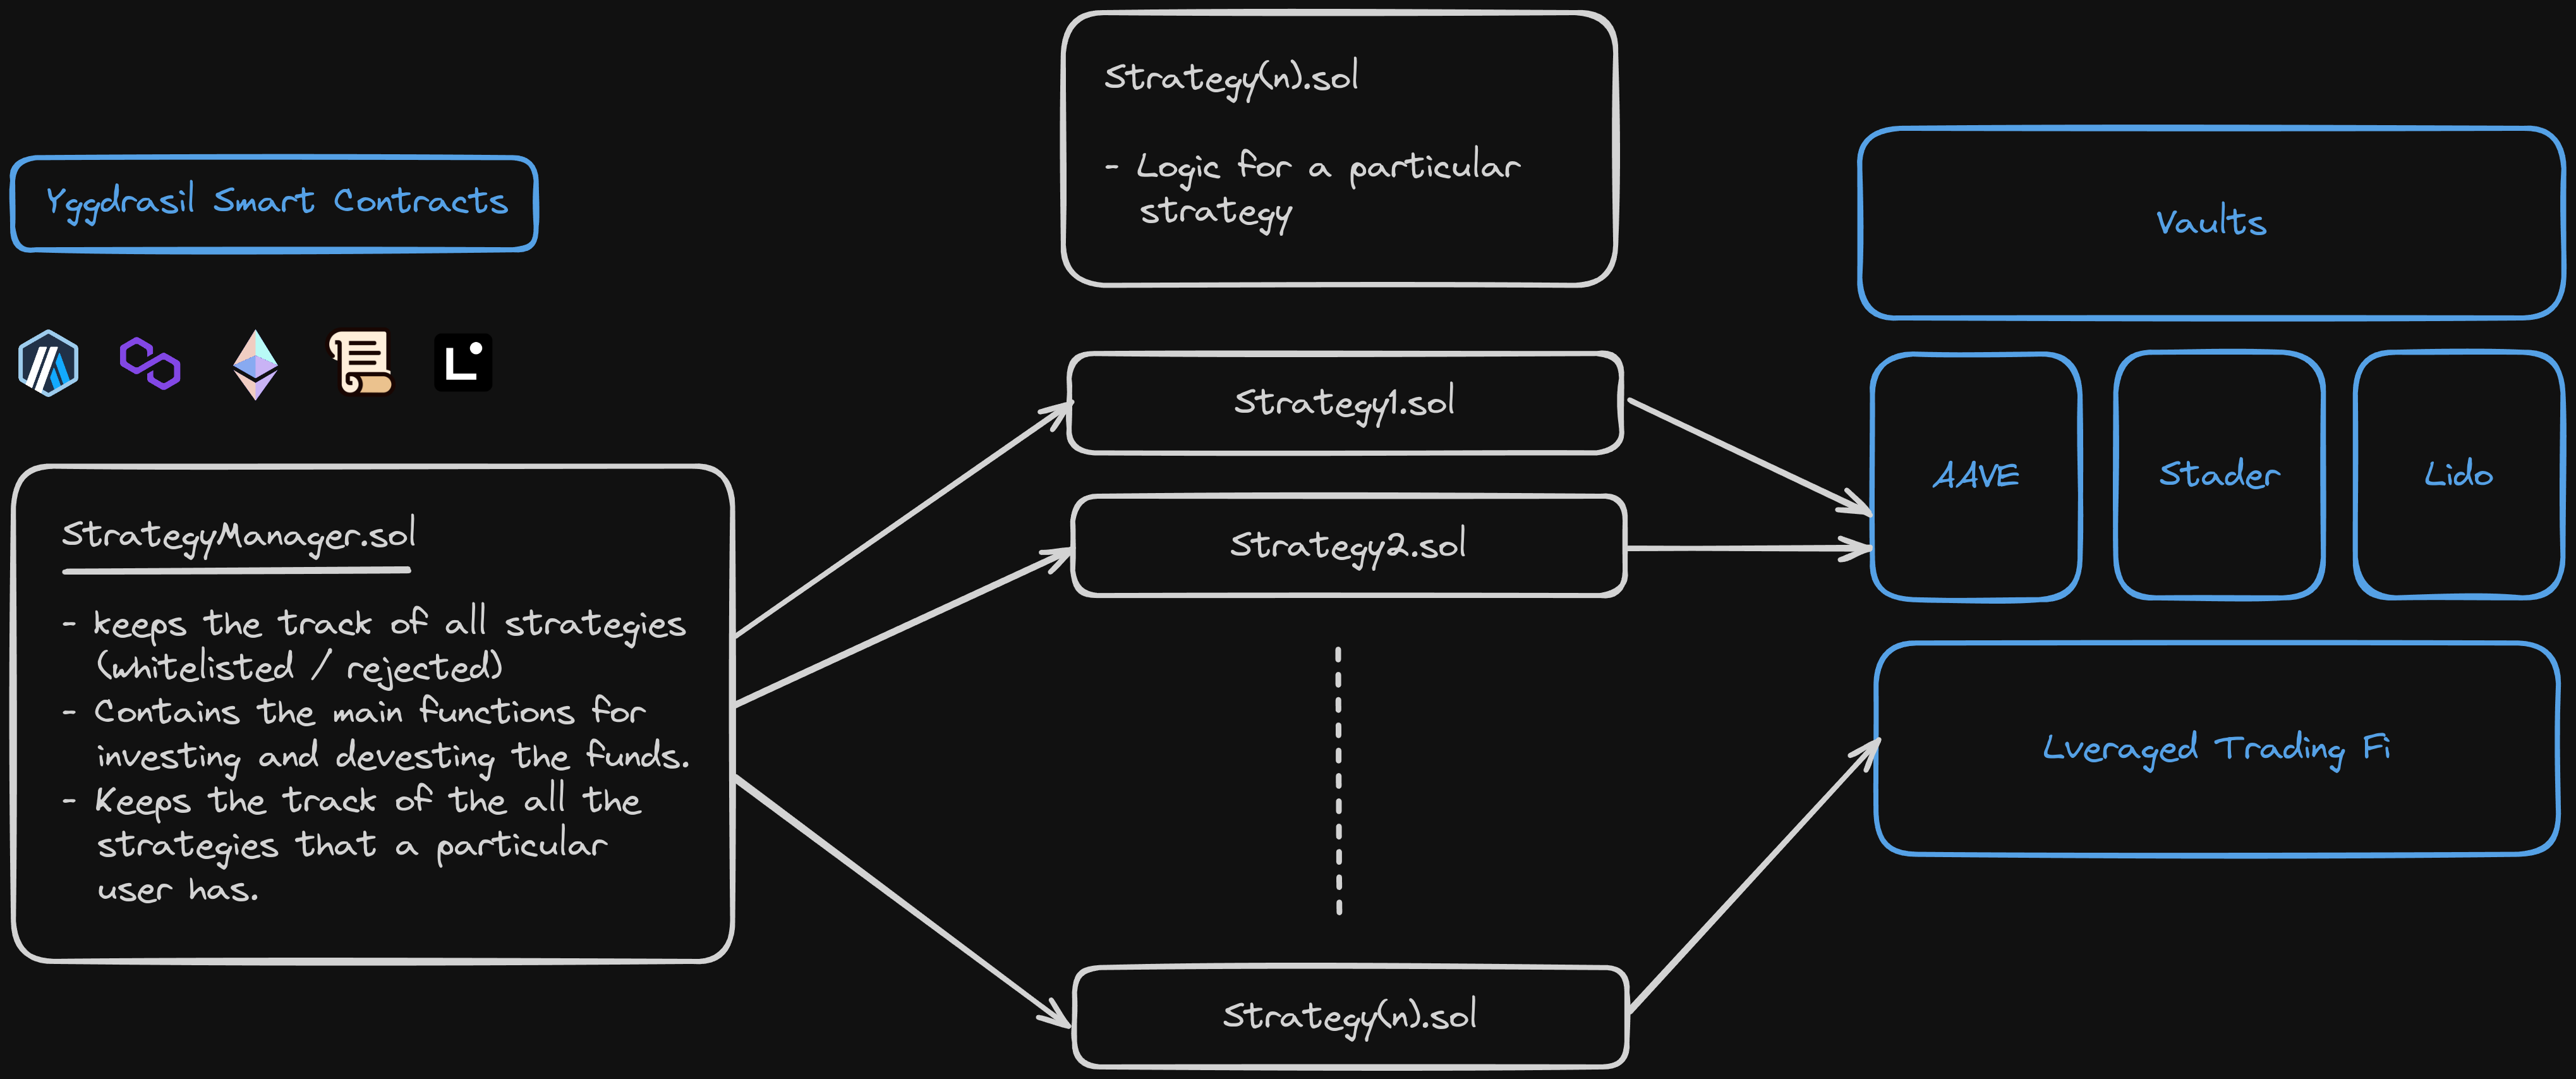 Yggdrasil Smart Contracts
StrategyManager.sol
- keeps the track of all strategies
(whitelisted / rejected)
- Contains the main functions for
investing and devesting the funds.
- Keeps the track of the all the
strategies that a particular
user has.
Strategy(n).sol
- Logic for a particular
strategy
Strategy1.sol
Strategy2.sol
Strategy(n).sol
Vaults
AAVE
Stader
Lido
Lveraged Trading Fi